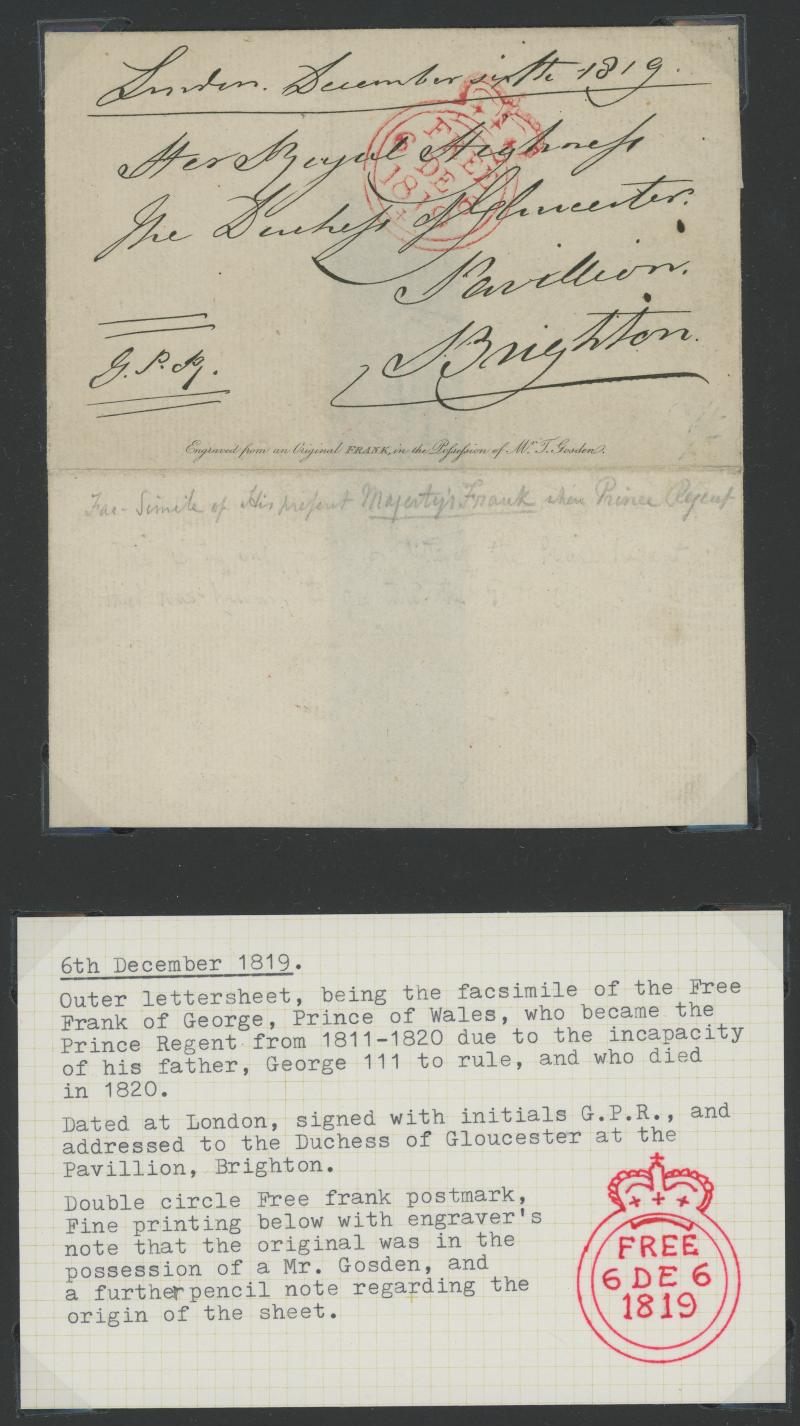 London. December sixth 1819.
Her Royal Highness
The Duchess of Gloucester.
Pavillion.
Brighton.
G.P.R.
FREE
6 DE 6
1819
Engraved from an Original FRANK, in the Possession of Mr. T. Gosden.
Fac-Simile of His present Majesty's Frank when Prince Regent
6th December 1819.
Outer lettersheet, being the facsimile of the Free
Frank of George, Prince of Wales, who became the
Prince Regent from 1811-1820 due to the incapacity
of his father, George 111 to rule, and who died
in 1820.
Dated at London, signed with initials G.P.R., and
addressed to the Duchess of Gloucester at the
Pavillion, Brighton.
Double circle Free frank postmark,
Fine printing below with engraver's
note that the original was in the
possession of a Mr. Gosden, and
a further pencil note regarding the
origin of the sheet.
FREE
6 DE 6
1819